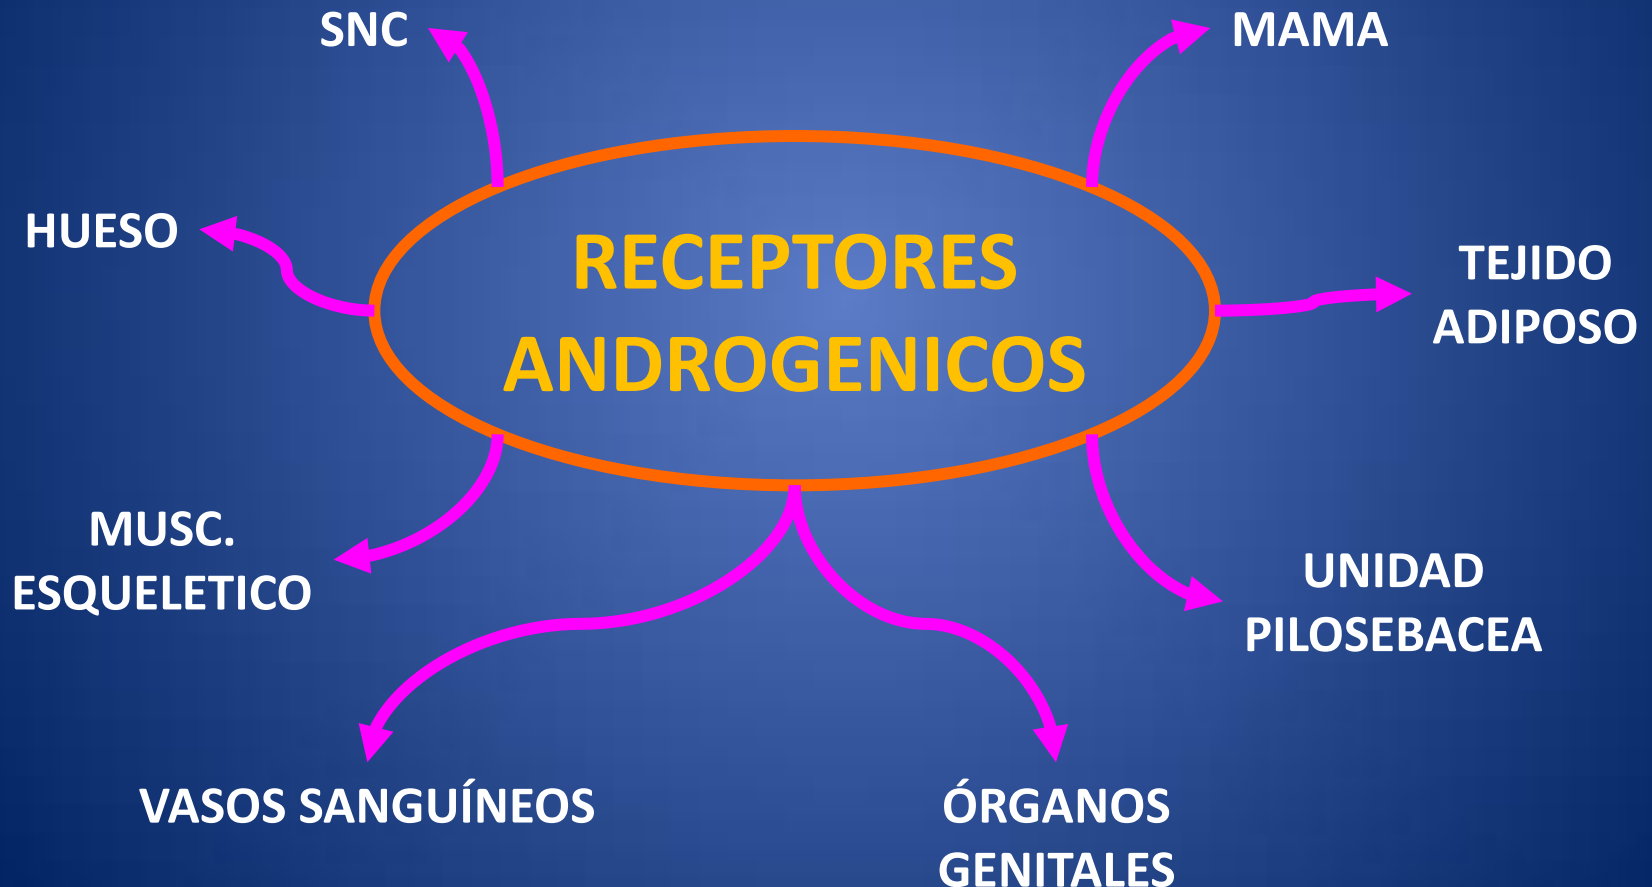 SNC
MAMA
HUESO
RECEPTORES
ANDROGENICOS
TEJIDO
ADIPOSO
MUSC.
ESQUELETICO
UNIDAD
PILOSEBACEA
VASOS SANGUÍNEOS
ÓRGANOS
GENITALES